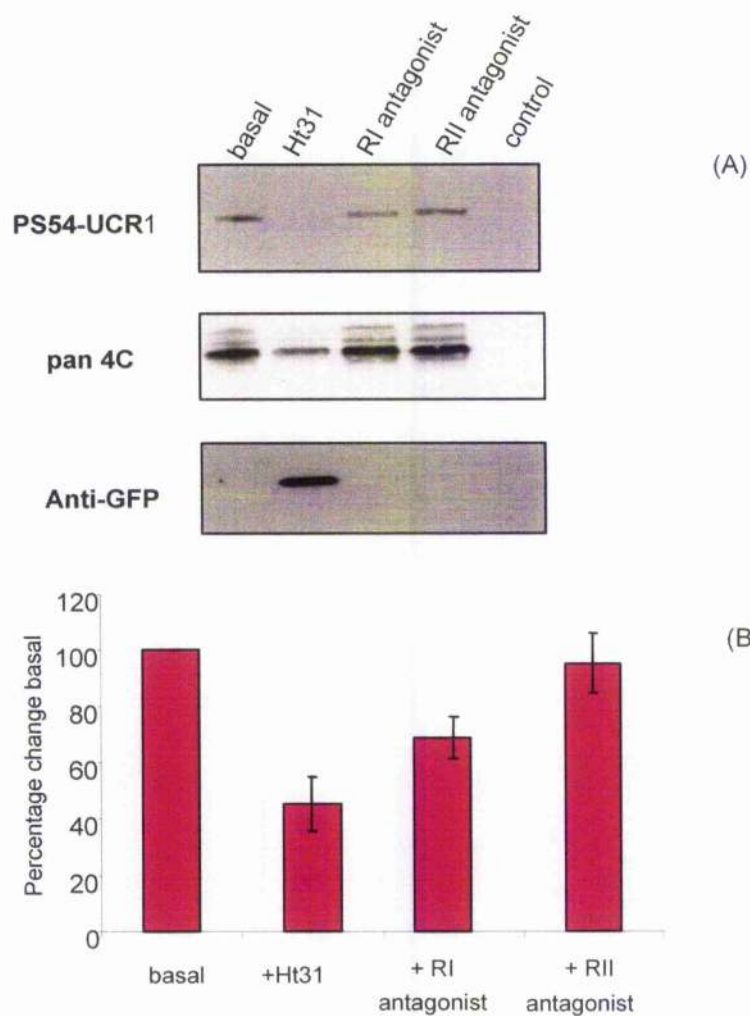 basal
Ht31
RI antagonist
RII antagonist
control
(A)
PS54-UCR1
pan 4C
Anti-GFP
120
100
80
60
40
20
0
Percentage change basal
(B
basal
+Ht31
+ RI
antagonist
+ RII
antagonist